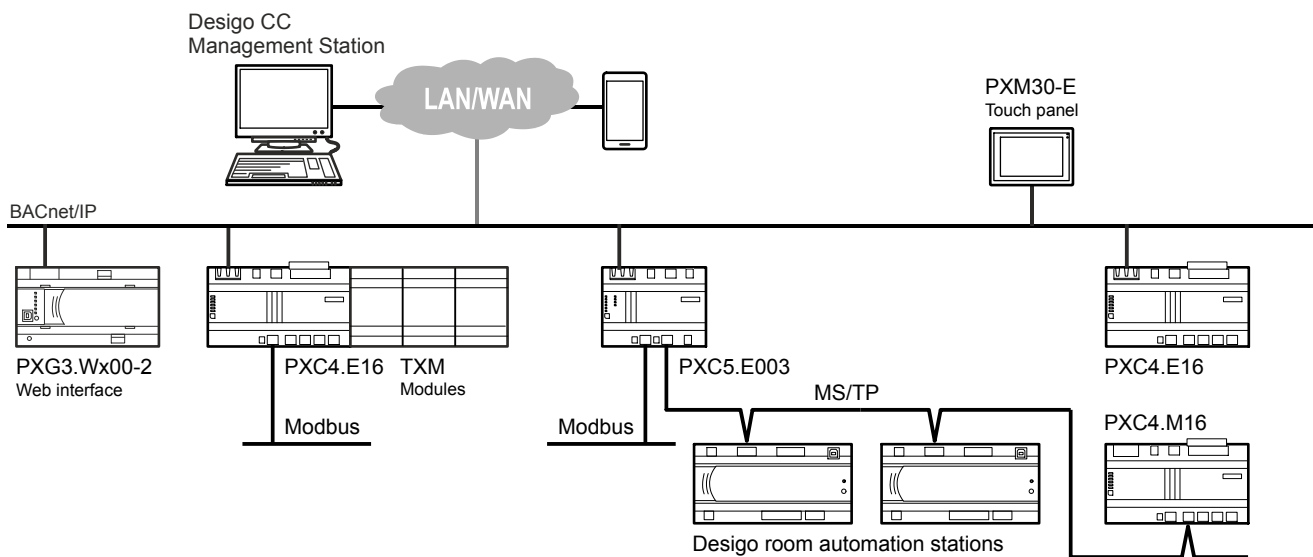 Desigo CC
Management Station
LAN/WAN
PXM30-E
Touch panel
BACnet/IP
PXG3.Wx00-2
Web interface
PXC4.E16
TXM
Modules
PXC5.E003
PXC4.E16
Modbus
Modbus
MS/TP
PXC4.M16
Desigo room automation stations